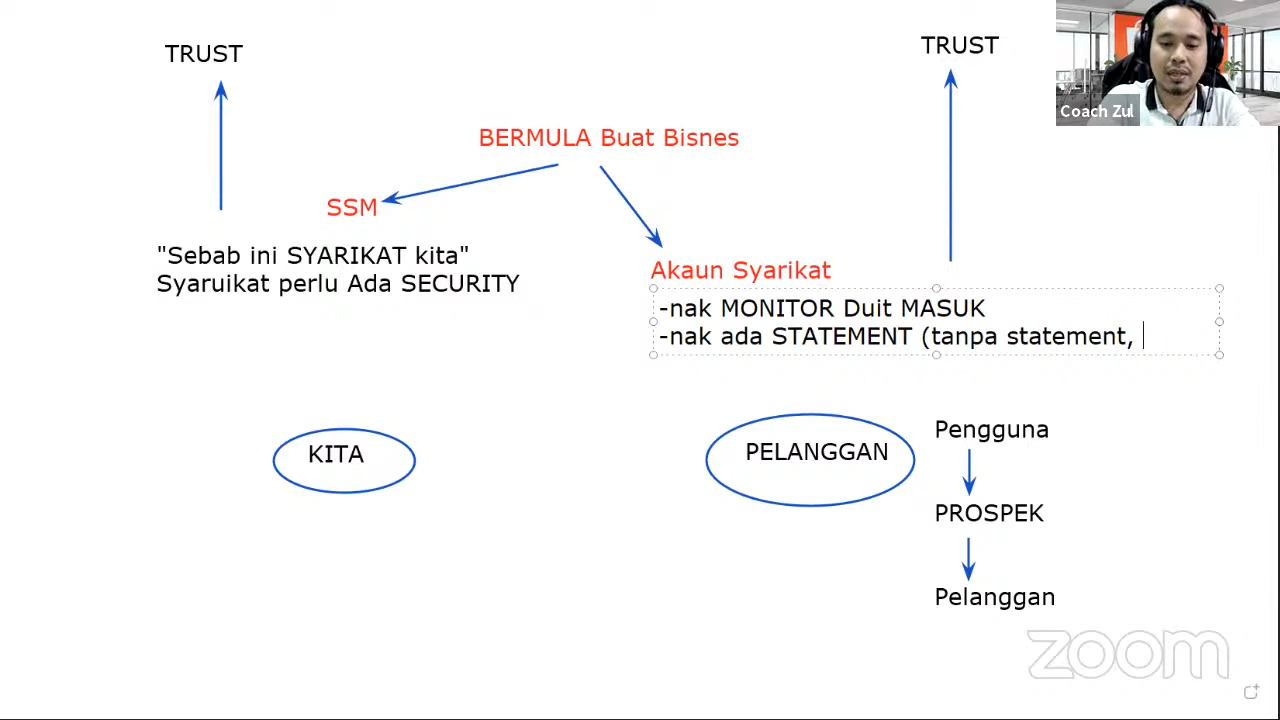 TRUST
TRUST
Coach Zul
BERMULA Buat Bisnes
SSM
"Sebab ini SYARIKAT kita"
Syaruikat perlu Ada SECURITY
Akaun Syarikat
-nak MONITOR Duit MASUK
-nak ada STATEMENT (tanpa statement,
KITA
PELANGGAN
Pengguna
PROSPEK
Pelanggan
zoom